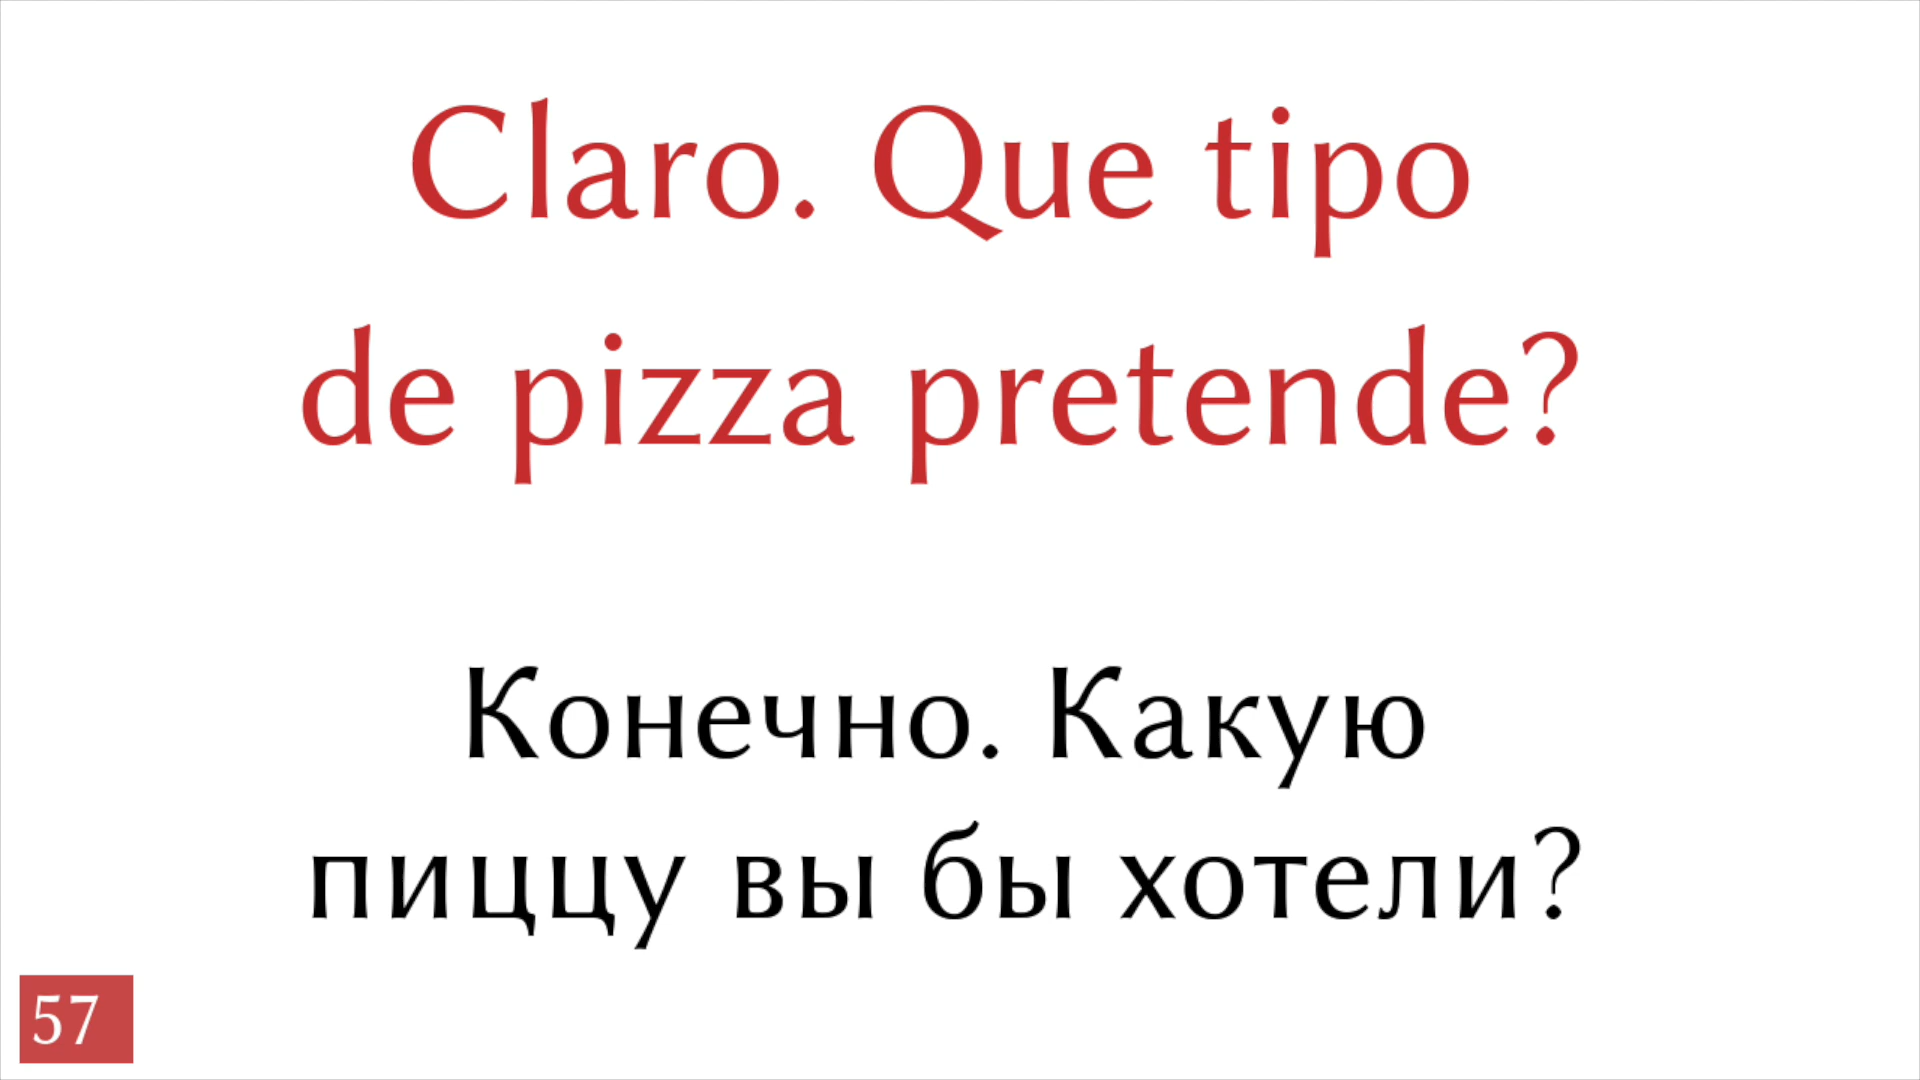 Claro. Que tipo
de pizza pretende?
Конечно. Какую
пиццу вы бы хотели?
57